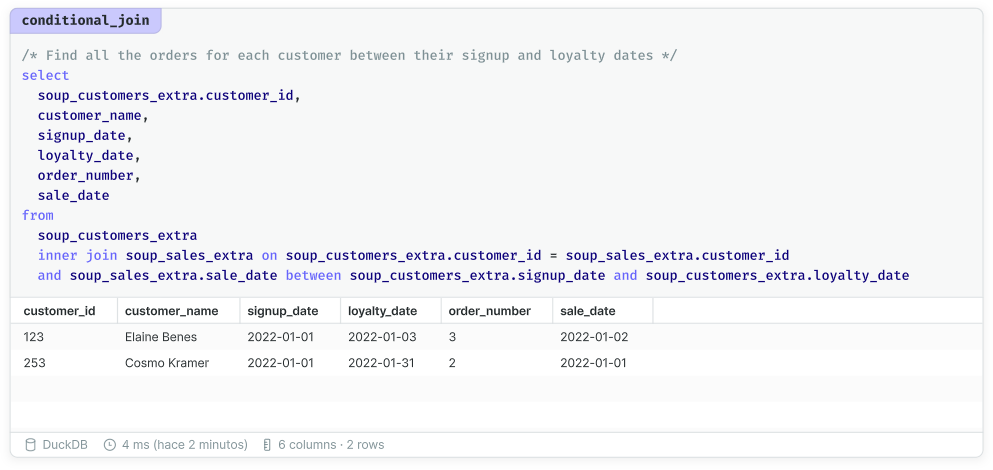 conditional_join
/* Find all the orders for each customer between their signup and loyalty dates */
select
  soup_customers_extra.customer_id,
  customer_name,
  signup_date,
  loyalty_date,
  order_number,
  sale_date
from
  soup_customers_extra
  inner join soup_sales_extra on soup_customers_extra.customer_id = soup_sales_extra.customer_id
  and soup_sales_extra.sale_date between soup_customers_extra.signup_date and soup_customers_extra.loyalty_date
customer_id customer_name signup_date loyalty_date order_number sale_date
123 Elaine Benes 2022-01-01 2022-01-03 3 2022-01-02
253 Cosmo Kramer 2022-01-01 2022-01-31 2 2022-01-01
DuckDB 4 ms (hace 2 minutos) 6 columns · 2 rows